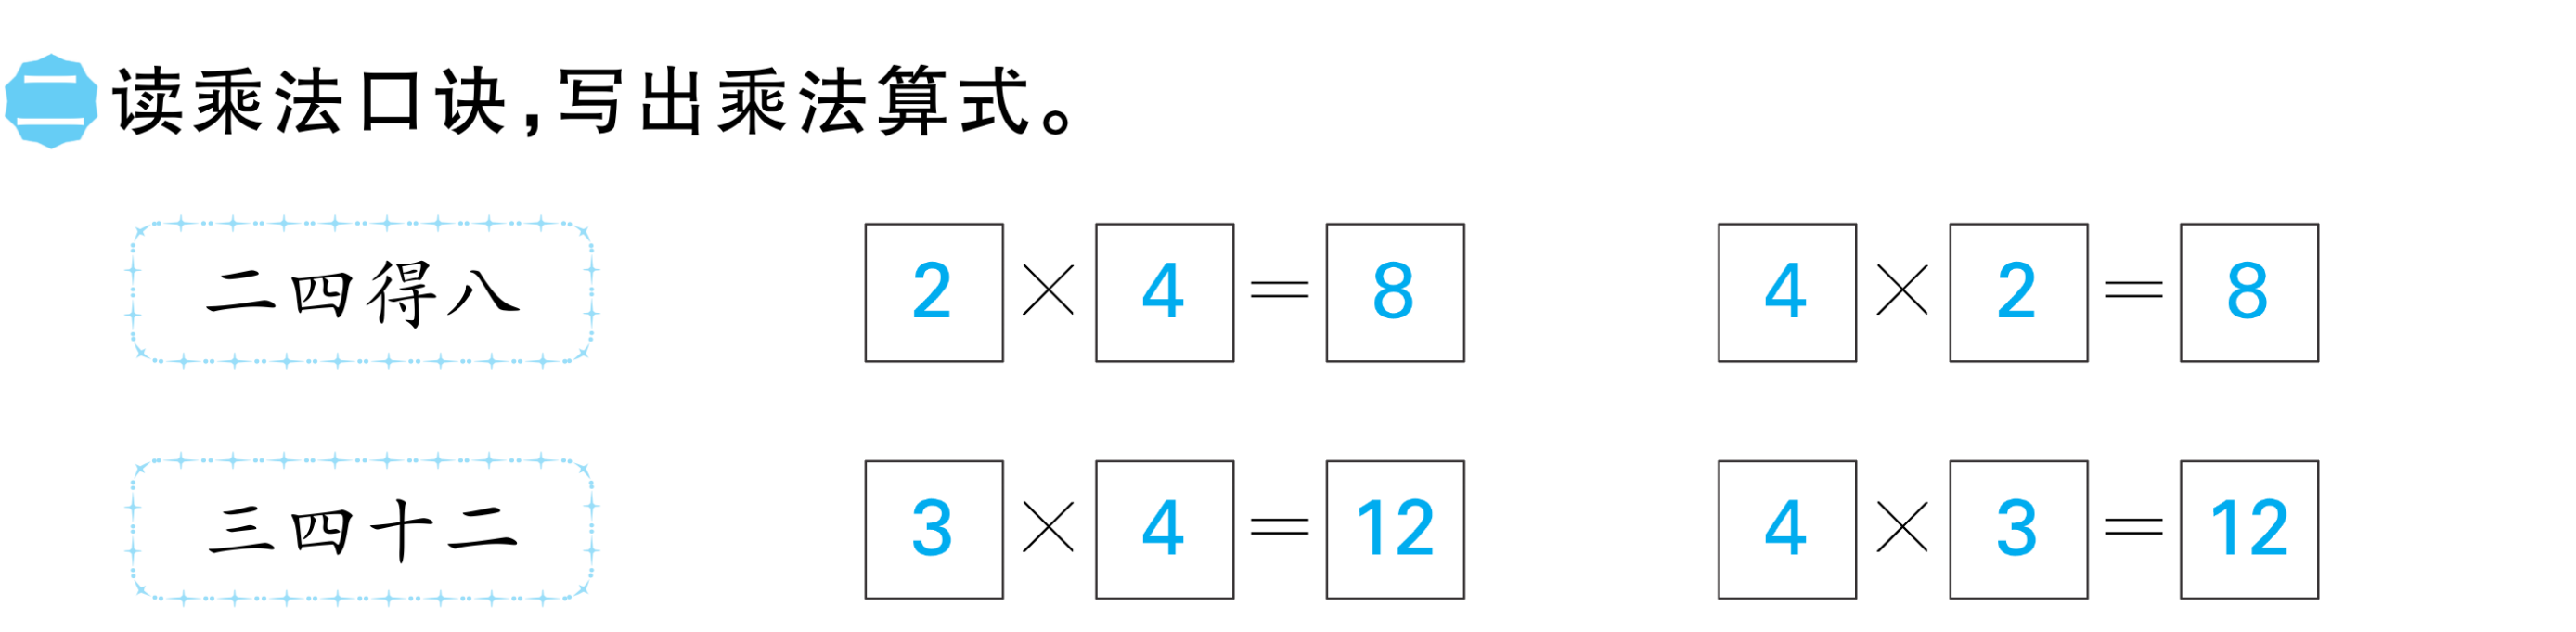 二 读乘法口诀，写出乘法算式。
二四得八 2×4=8 4×2=8
三四十二 3×4=12 4×3=12